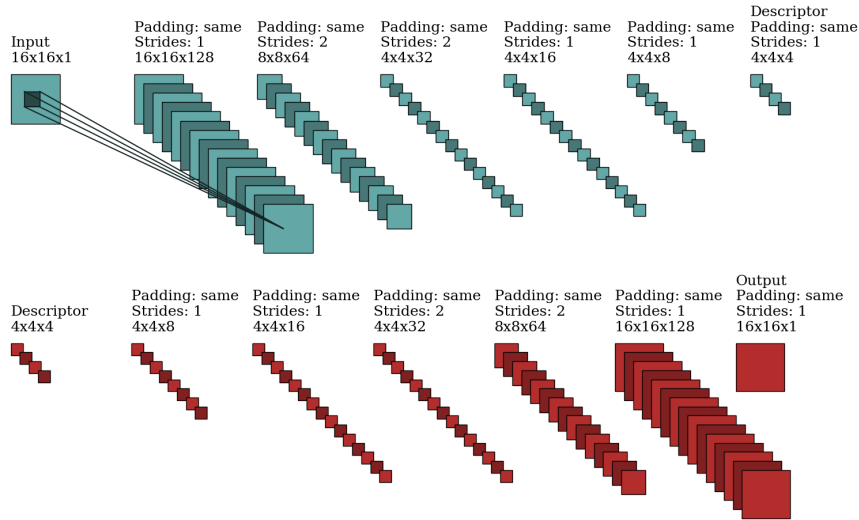 Input
16x16x1
Padding: same
Strides: 1
16x16x128
Padding: same
Strides: 2
8x8x64
Padding: same
Strides: 2
4x4x32
Padding: same
Strides: 1
4x4x16
Padding: same
Strides: 1
4x4x8
Descriptor
Padding: same
Strides: 1
4x4x4
Descriptor
4x4x4
Padding: same
Strides: 1
4x4x8
Padding: same
Strides: 1
4x4x16
Padding: same
Strides: 2
4x4x32
Padding: same
Strides: 2
8x8x64
Padding: same
Strides: 1
16x16x128
Output
Padding: same
Strides: 1
16x16x1